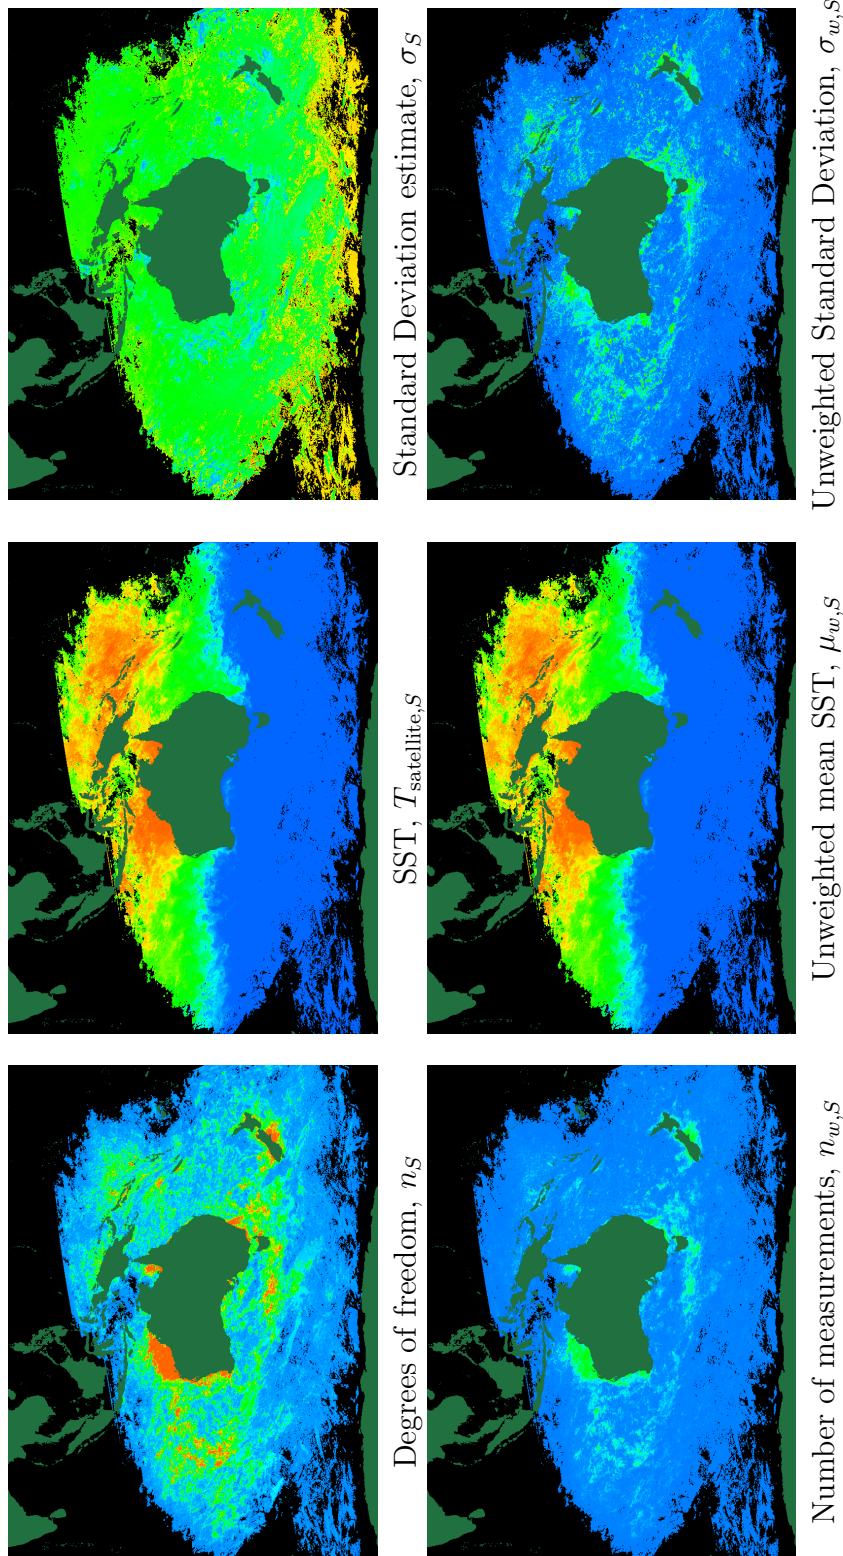 Degrees of freedom, n_S
SST, T_{satellite,S}
Standard Deviation estimate, σ_S
Number of measurements, n_{w,S}
Unweighted mean SST, μ_{w,S}
Unweighted Standard Deviation, σ_{w,S}